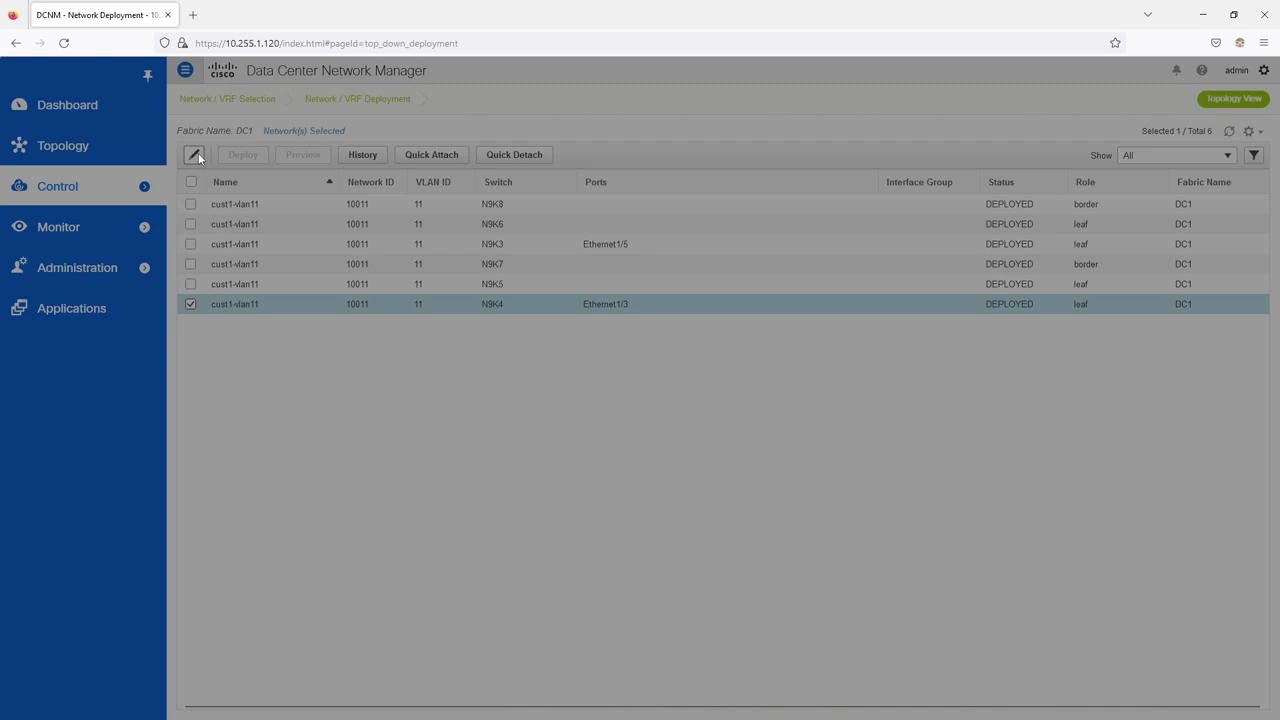 DCNM - Network Deployment - 10.
https://10.255.1.120/index.html#pageId=top_down_deployment
Dashboard
Topology
Control
Monitor
Administration
Applications
cisco Data Center Network Manager
admin
Network / VRF Selection Network / VRF Deployment
Topology View
Fabric Name: DC1 Network(s) Selected
Selected 1 / Total 6
Deploy Preview History Quick Attach Quick Detach
Show All
Name Network ID VLAN ID Switch Ports Interface Group Status Role Fabric Name
cust1-vlan11 10011 11 N9K8 DEPLOYED border DC1
cust1-vlan11 10011 11 N9K6 DEPLOYED leaf DC1
cust1-vlan11 10011 11 N9K3 Ethernet1/5 DEPLOYED leaf DC1
cust1-vlan11 10011 11 N9K7 DEPLOYED border DC1
cust1-vlan11 10011 11 N9K5 DEPLOYED leaf DC1
cust1-vlan11 10011 11 N9K4 Ethernet1/3 DEPLOYED leaf DC1